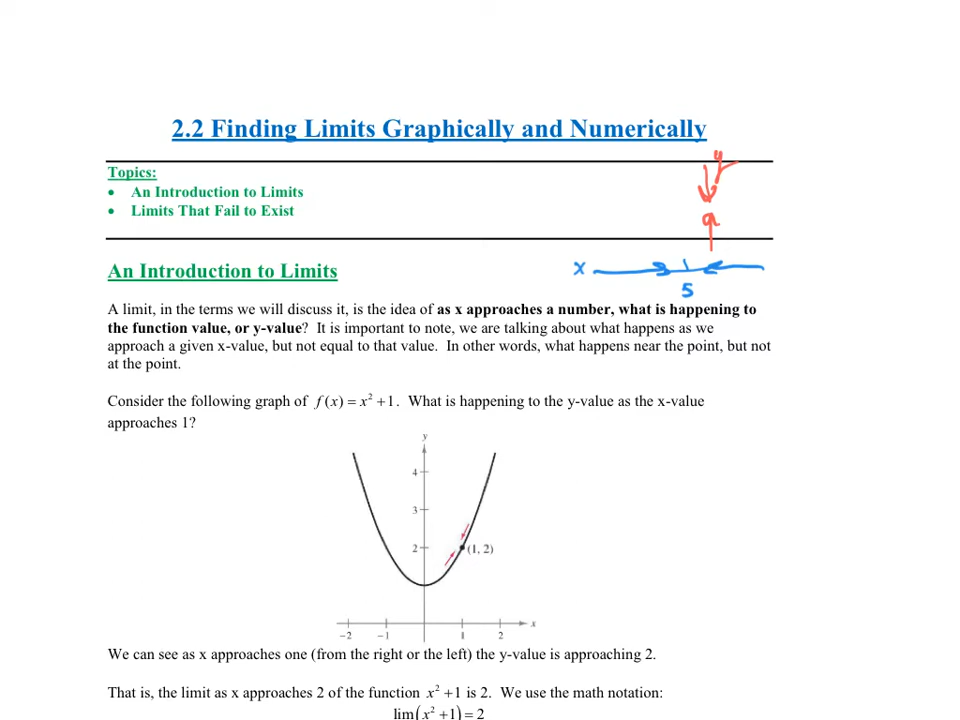 2.2 Finding Limits Graphically and Numerically
Topics:
• An Introduction to Limits
• Limits That Fail to Exist
y
9
An Introduction to Limits
x
5
A limit, in the terms we will discuss it, is the idea of as x approaches a number, what is happening to
the function value, or y-value? It is important to note, we are talking about what happens as we
approach a given x-value, but not equal to that value. In other words, what happens near the point, but not
at the point.
Consider the following graph of f(x) = x² + 1. What is happening to the y-value as the x-value
approaches 1?
y
4
3
2
(1, 2)
x
-2 -1 1 2
We can see as x approaches one (from the right or the left) the y-value is approaching 2.
That is, the limit as x approaches 2 of the function x² + 1 is 2. We use the math notation:
lim(x² + 1) = 2